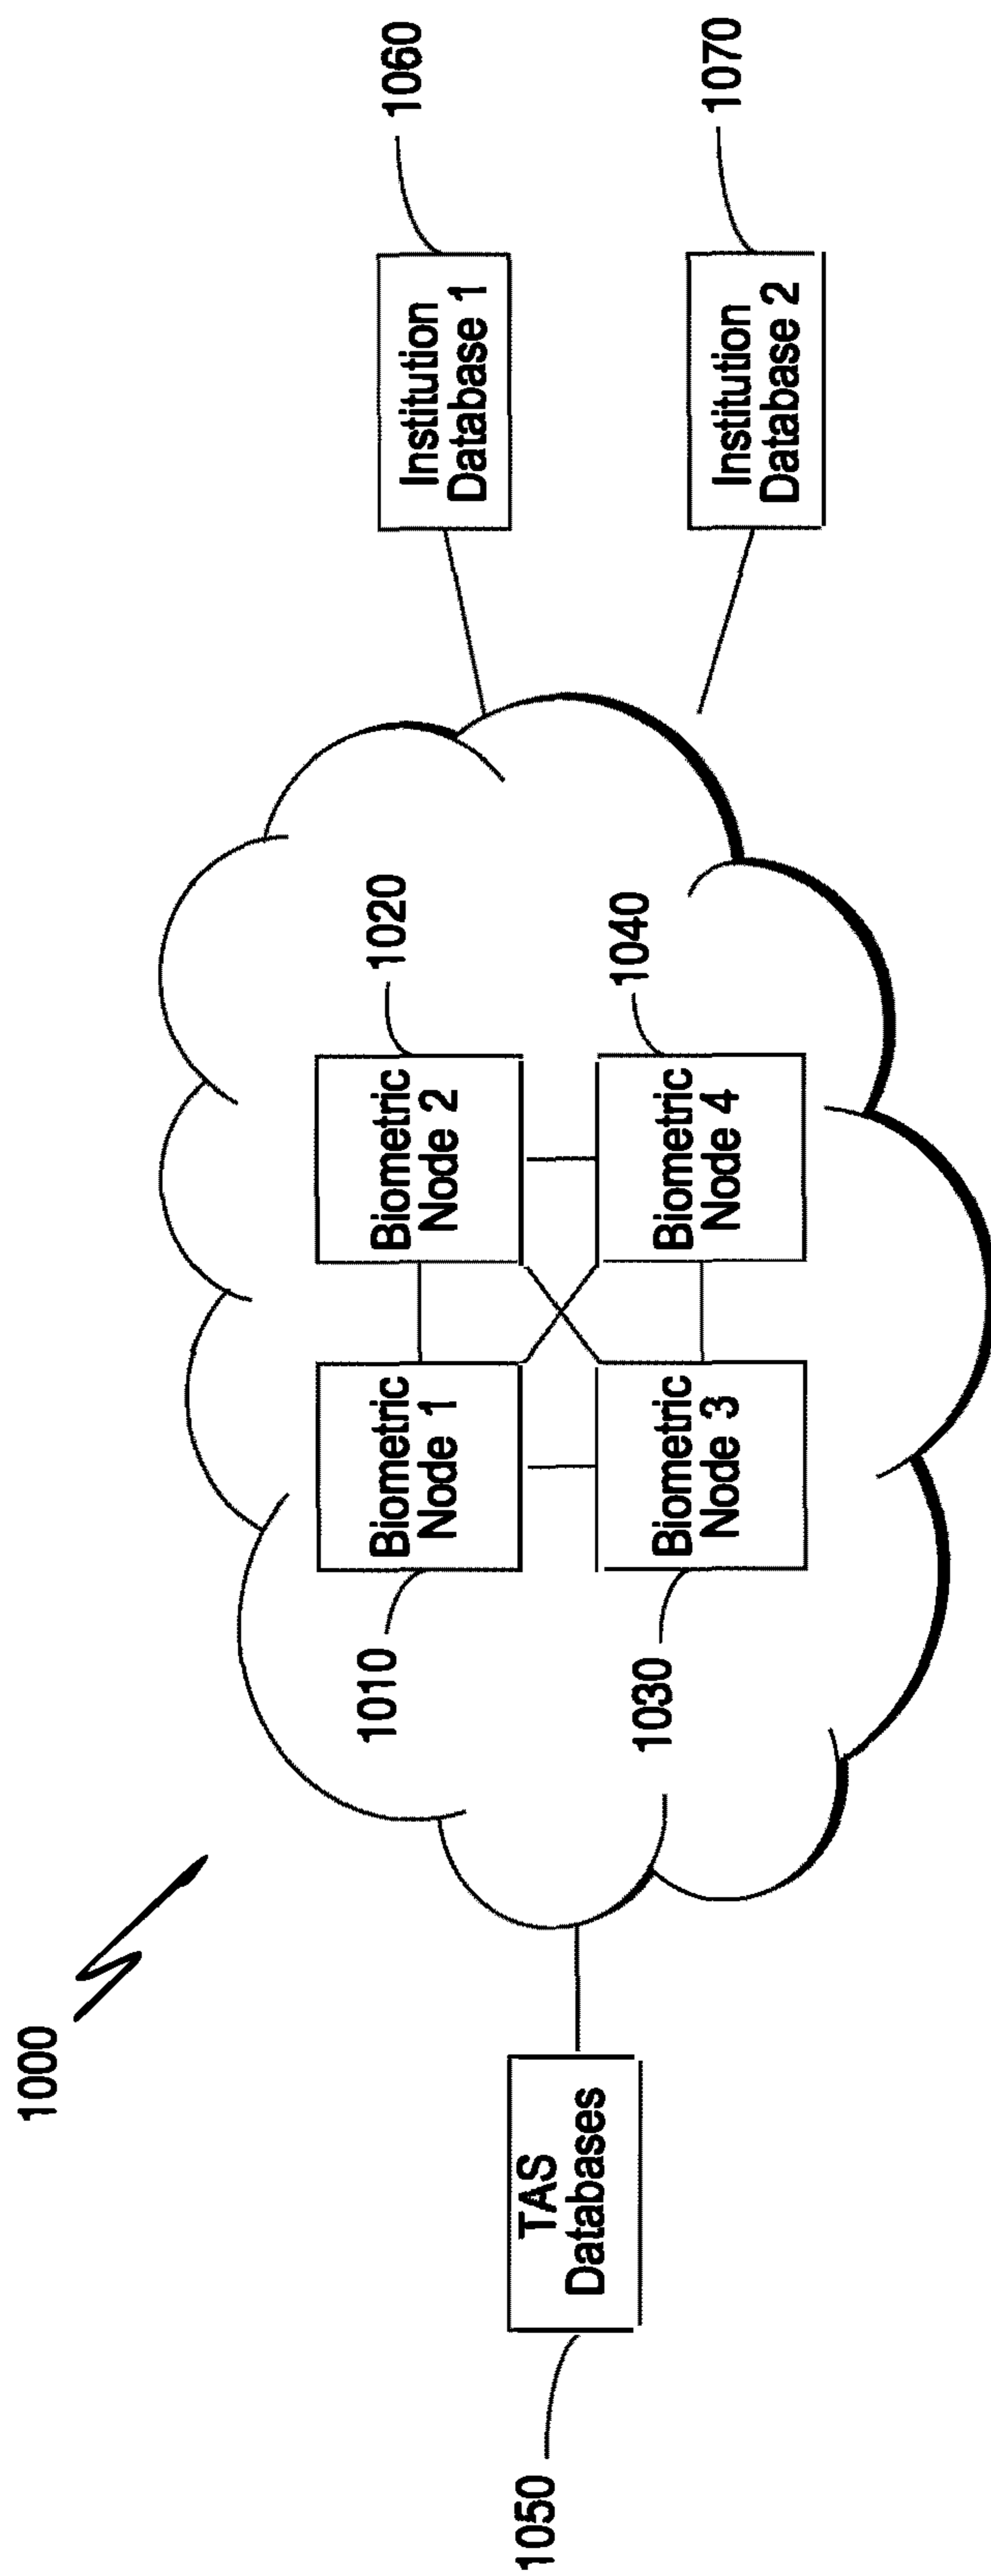 1000
1060
Institution
Database 1
1020
Biometric
Node 1
Biometric
Node 2
1010
1040
1050
TAS
Databases
Biometric
Node 3
Biometric
Node 4
1030
Institution
Database 2
1070